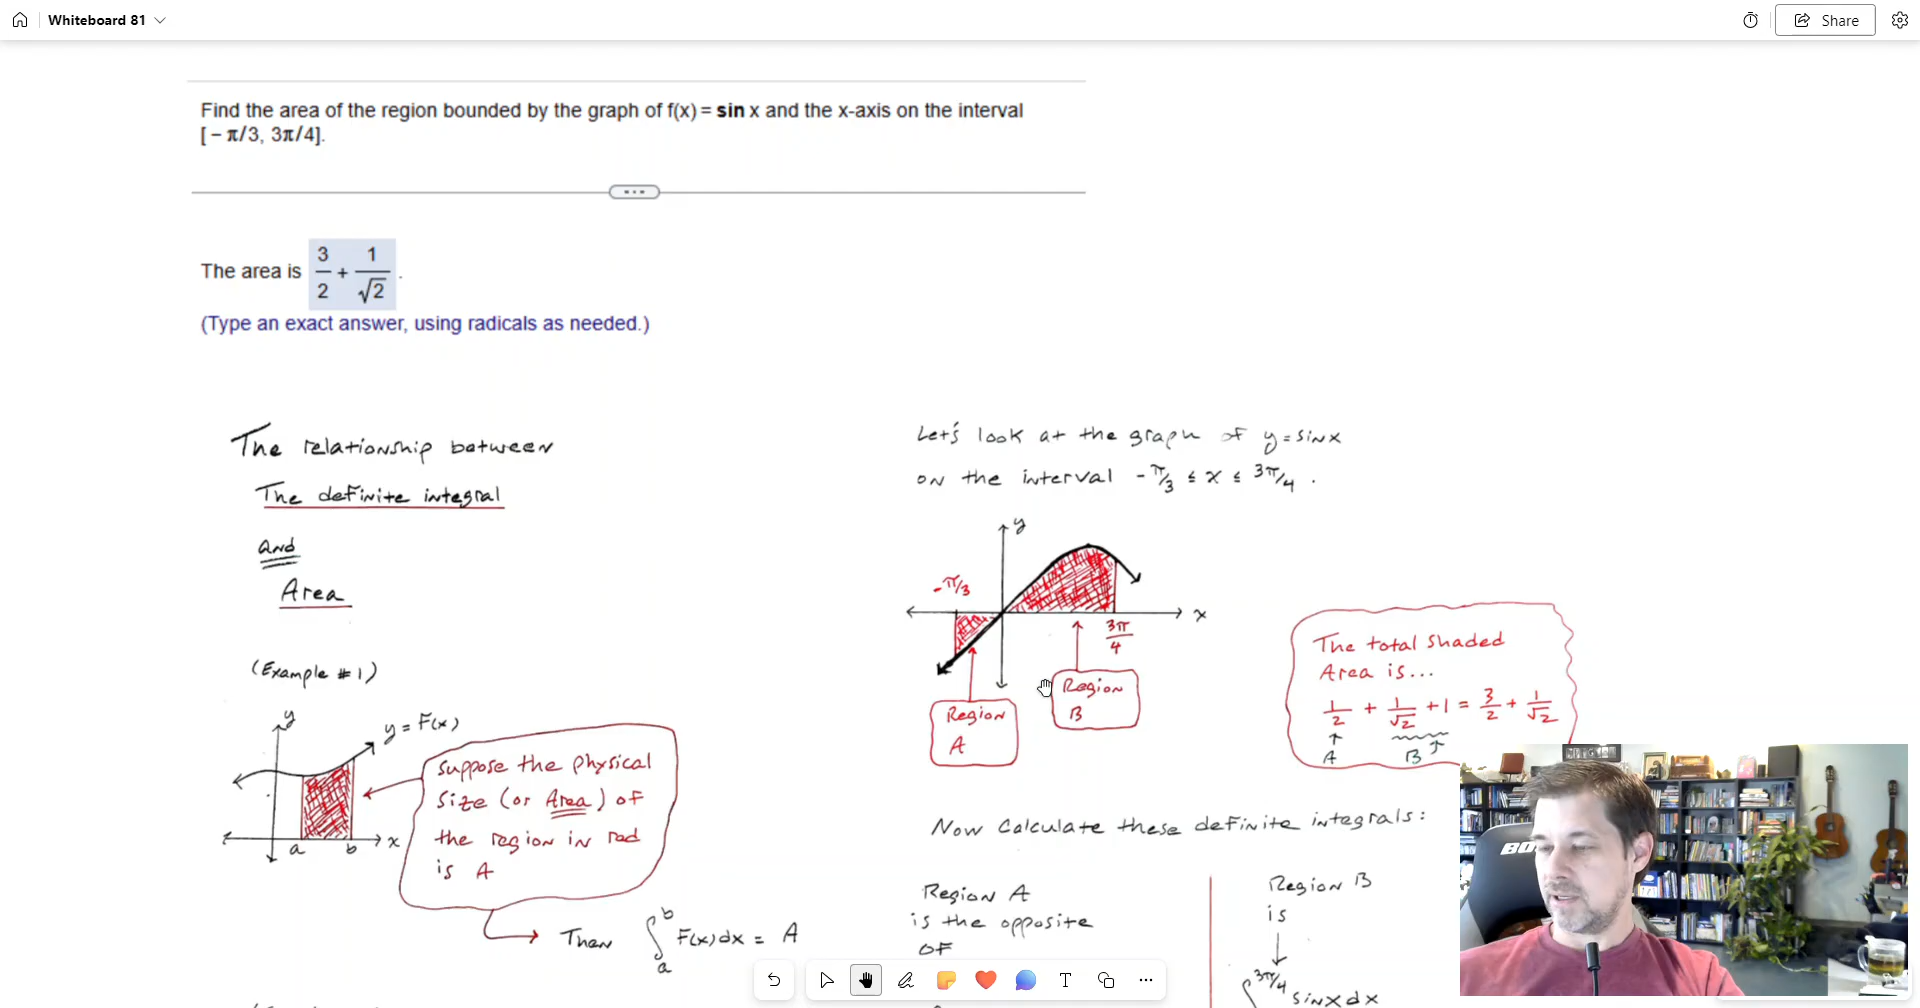 Whiteboard 81
Share
Find the area of the region bounded by the graph of f(x) = sin x and the x-axis on the interval
[ − π/3, 3π/4].
The area is 3/2 + 1/√2 .
(Type an exact answer, using radicals as needed.)
The relationship between
The definite integral
and
Area
(Example #1)
y
y = F(x)
x
a
b
suppose the physical
size (or Area) of
the region in red
is A
Then ∫_a^b F(x)dx = A
Let's look at the graph of y = sin x
on the interval -π/3 ≤ x ≤ 3π/4 .
y
-π/3
x
3π/4
Region
A
Region
B
The total shaded
Area is...
1/2 + 1/√2 + 1 = 3/2 + 1/√2
A
B
Now calculate these definite integrals:
Region A
is the opposite
of
Region B
is
∫^3π/4 sin x dx
T